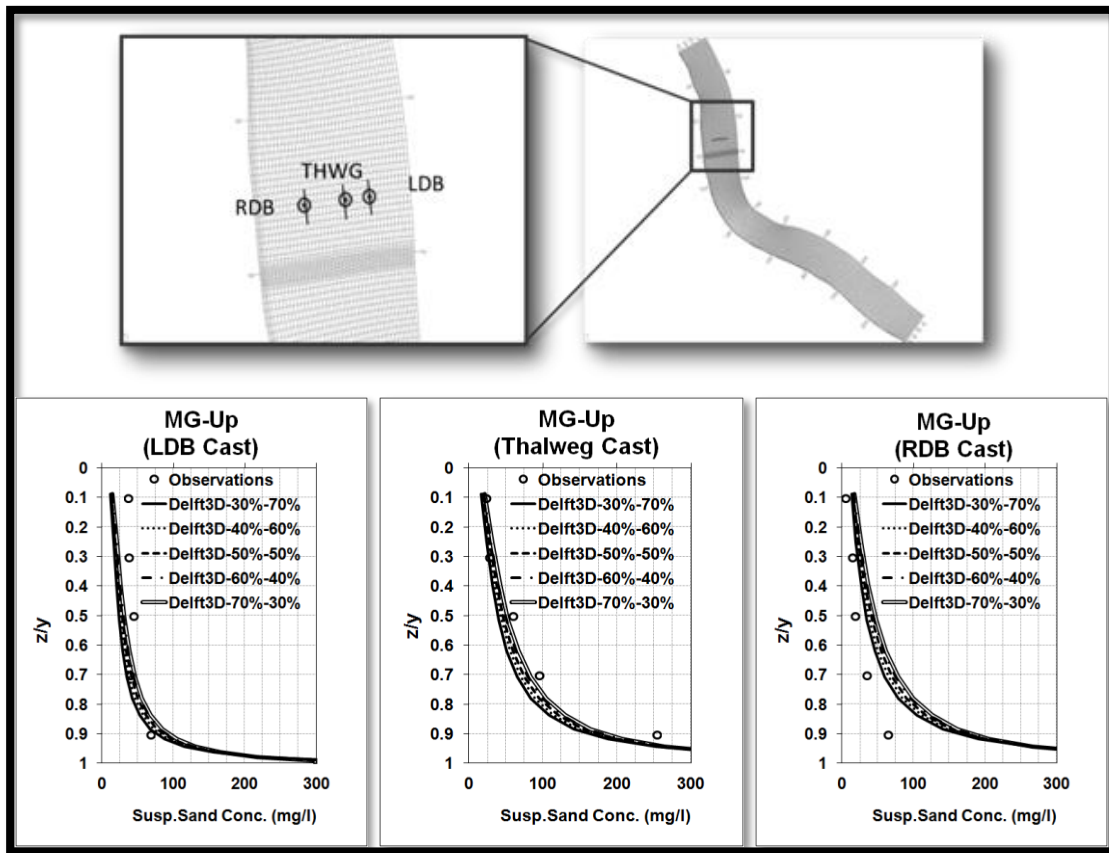 THWG
LDB
RDB
MG-Up
(LDB Cast)
0
0.1
0.2
0.3
0.4
0.5
0.6
0.7
0.8
0.9
1
z/y
Observations
Delft3D-30%-70%
Delft3D-40%-60%
Delft3D-50%-50%
Delft3D-60%-40%
Delft3D-70%-30%
0 100 200 300
Susp.Sand Conc. (mg/l)
MG-Up
(Thalweg Cast)
0
0.1
0.2
0.3
0.4
0.5
0.6
0.7
0.8
0.9
1
z/y
Observations
Delft3D-30%-70%
Delft3D-40%-60%
Delft3D-50%-50%
Delft3D-60%-40%
Delft3D-70%-30%
0 100 200 300
Susp.Sand Conc. (mg/l)
MG-Up
(RDB Cast)
0
0.1
0.2
0.3
0.4
0.5
0.6
0.7
0.8
0.9
1
z/y
Observations
Delft3D-30%-70%
Delft3D-40%-60%
Delft3D-50%-50%
Delft3D-60%-40%
Delft3D-70%-30%
0 100 200 300
Susp.Sand Conc. (mg/l)